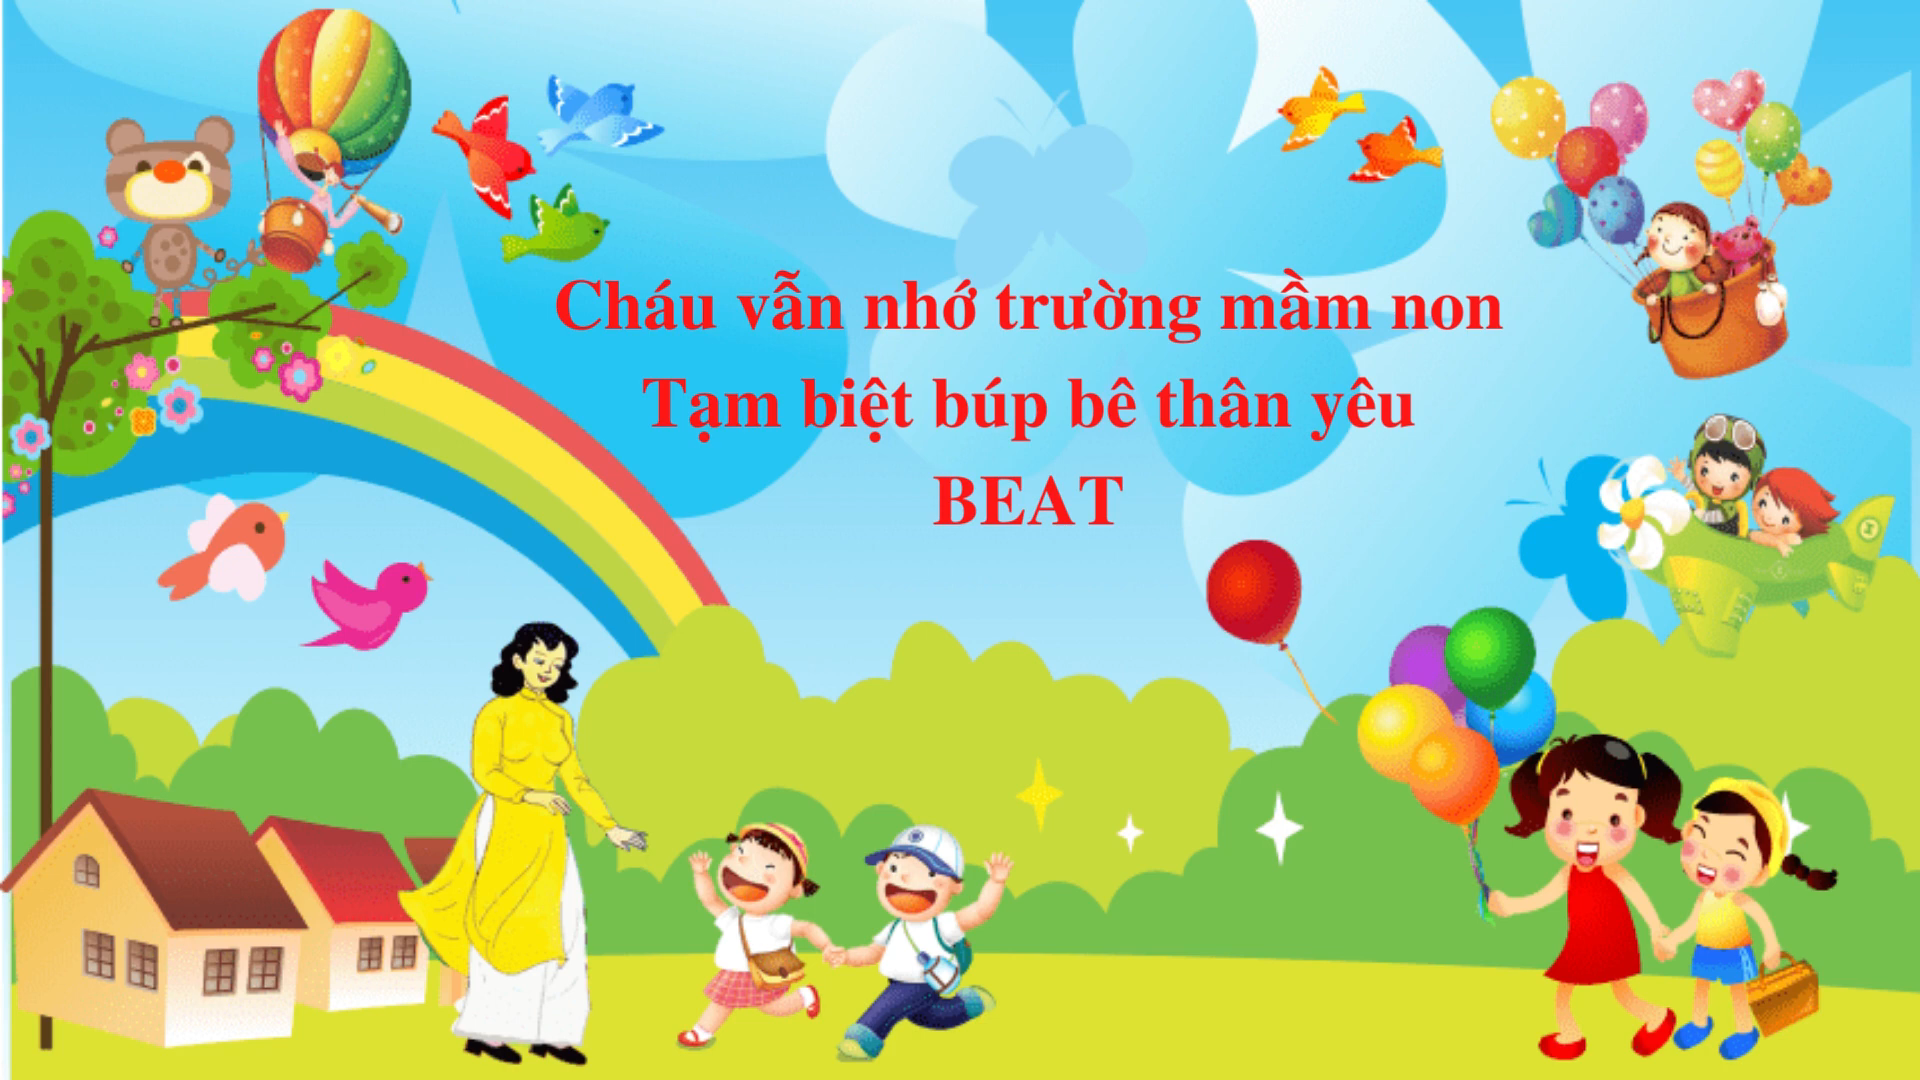 Cháu vẫn nhớ trường mầm non
Tạm biệt búp bê thân yêu
BEAT